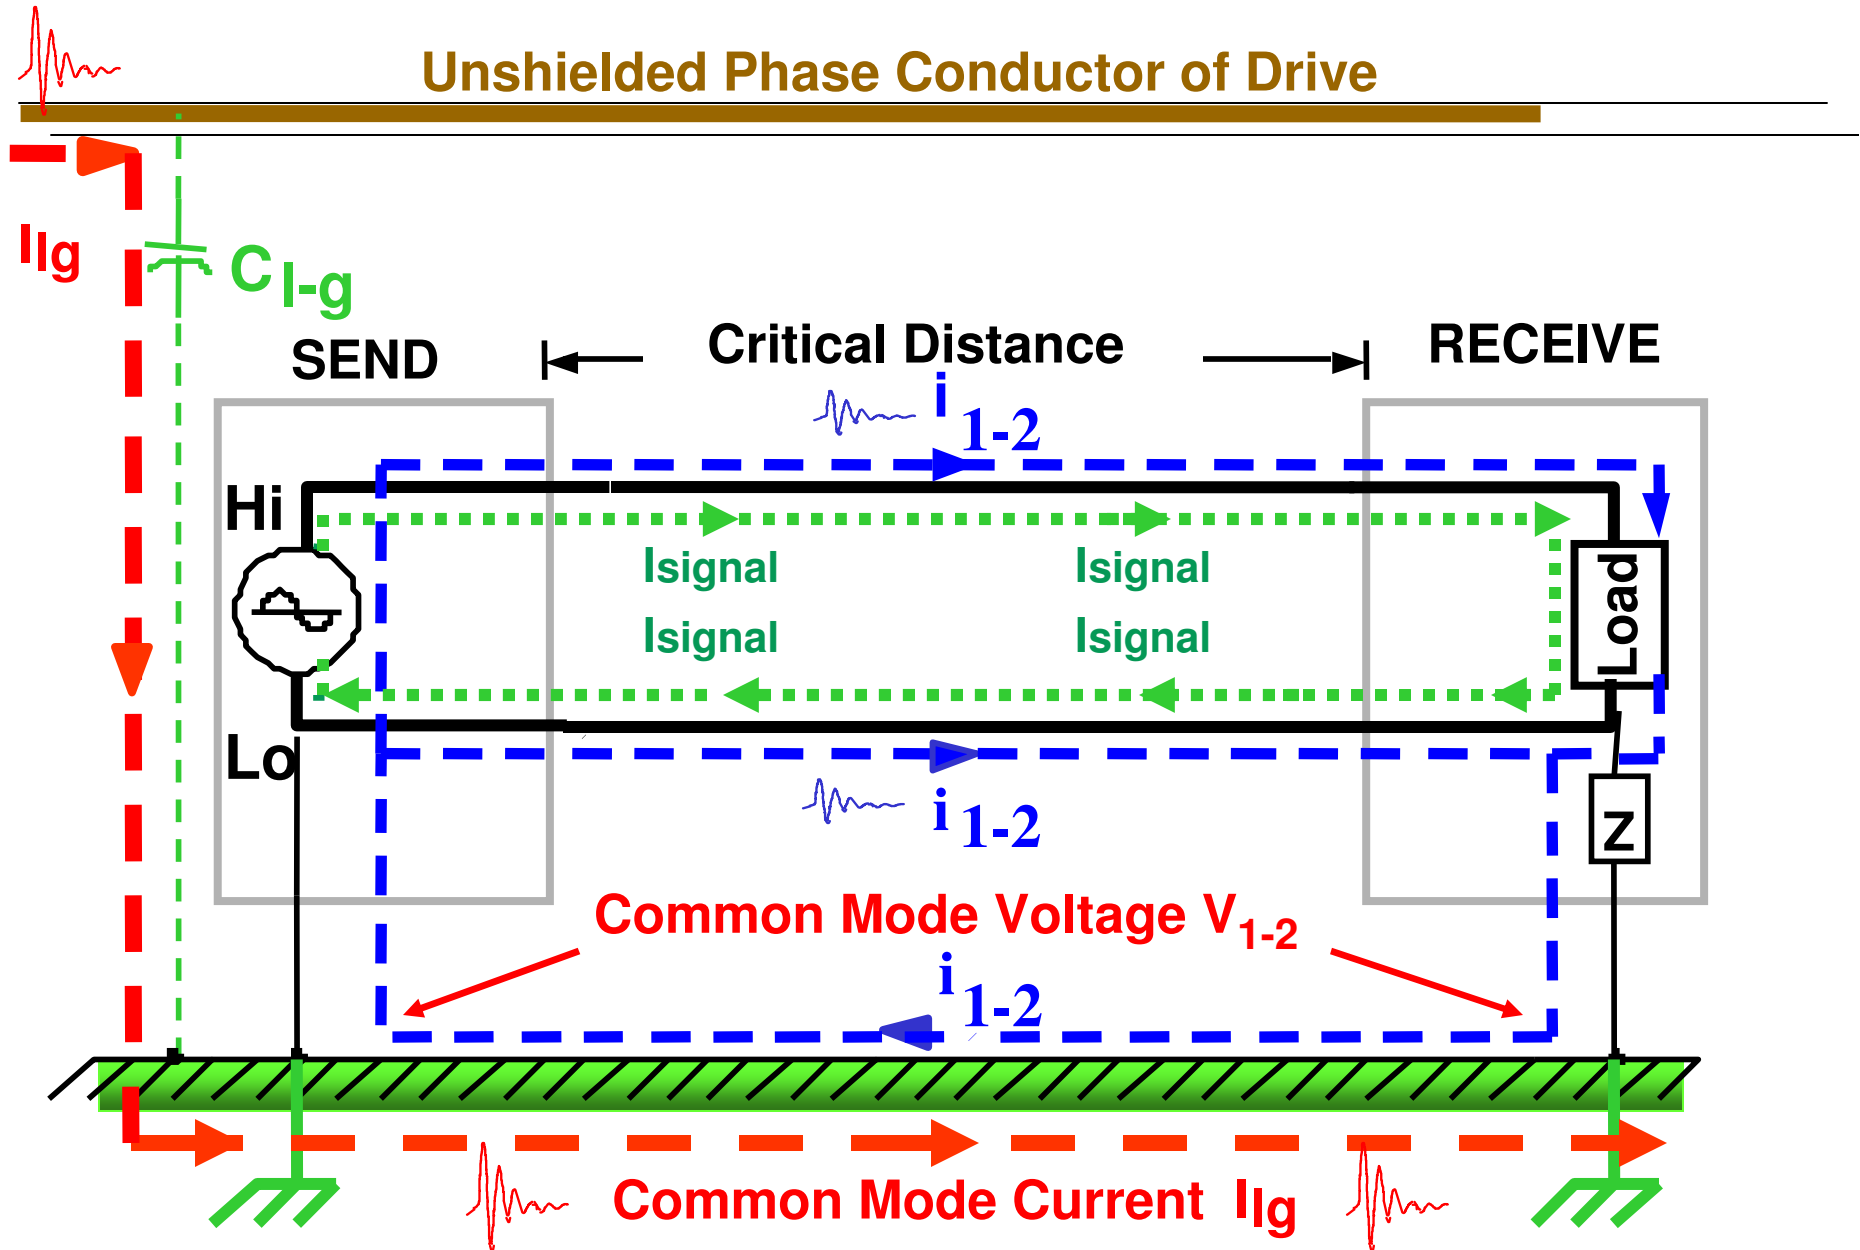 Unshielded Phase Conductor of Drive
Ilg
C l-g
SEND
Critical Distance
RECEIVE
i 1-2
Hi
Isignal Isignal
Isignal Isignal
Load
Lo
i 1-2
Z
Common Mode Voltage V1-2
i 1-2
Common Mode Current Ilg